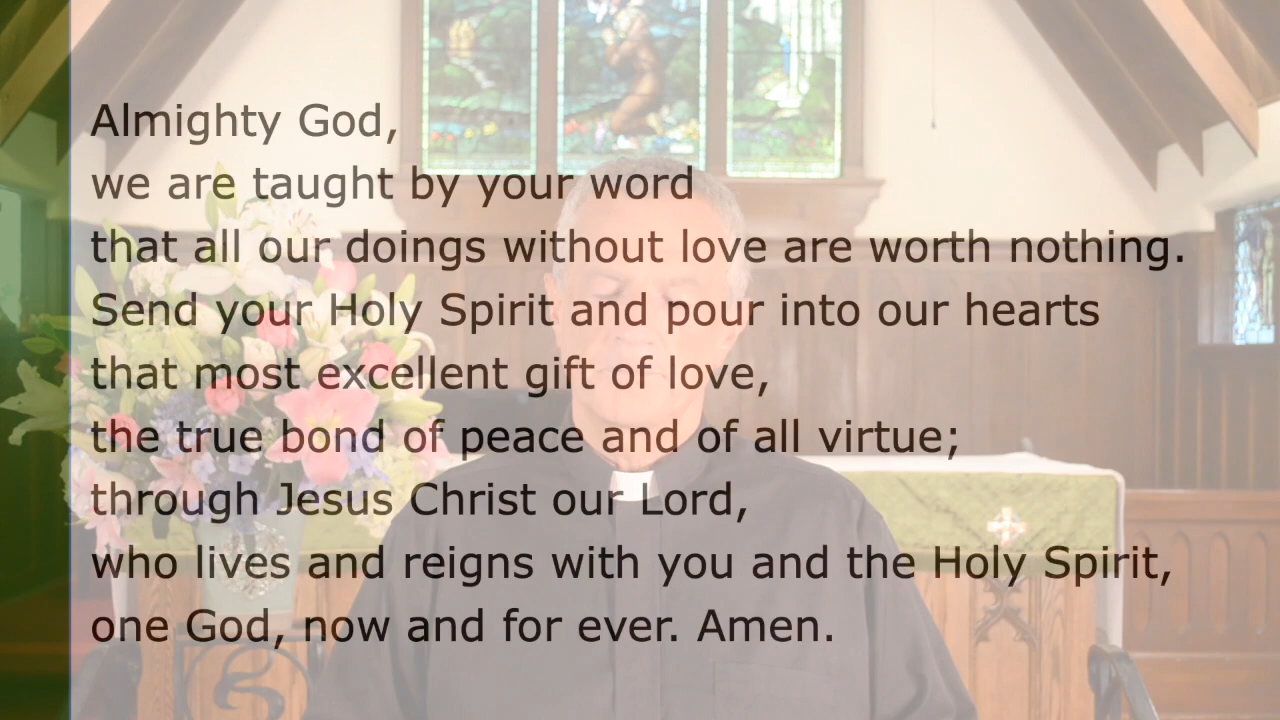 Almighty God,
we are taught by your word
that all our doings without love are worth nothing.
Send your Holy Spirit and pour into our hearts
that most excellent gift of love,
the true bond of peace and of all virtue;
through Jesus Christ our Lord,
who lives and reigns with you and the Holy Spirit,
one God, now and for ever. Amen.